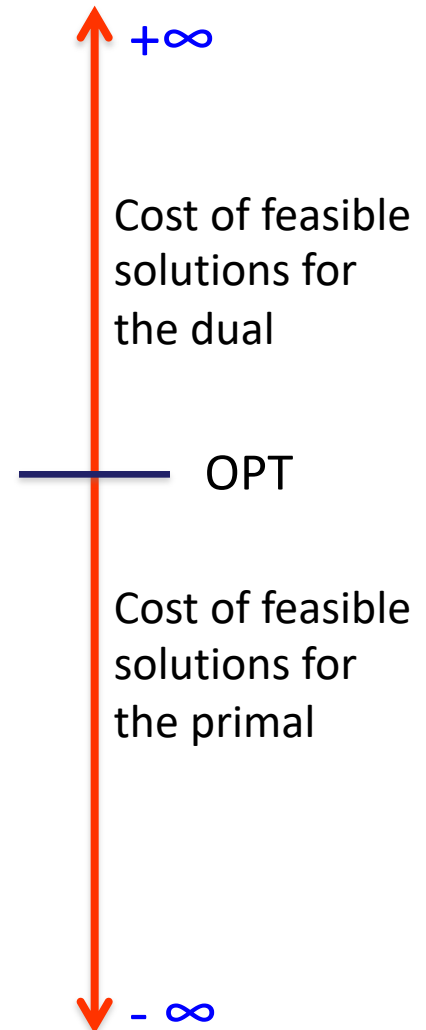 +∞
Cost of feasible
solutions for
the dual
OPT
Cost of feasible
solutions for
the primal
- ∞